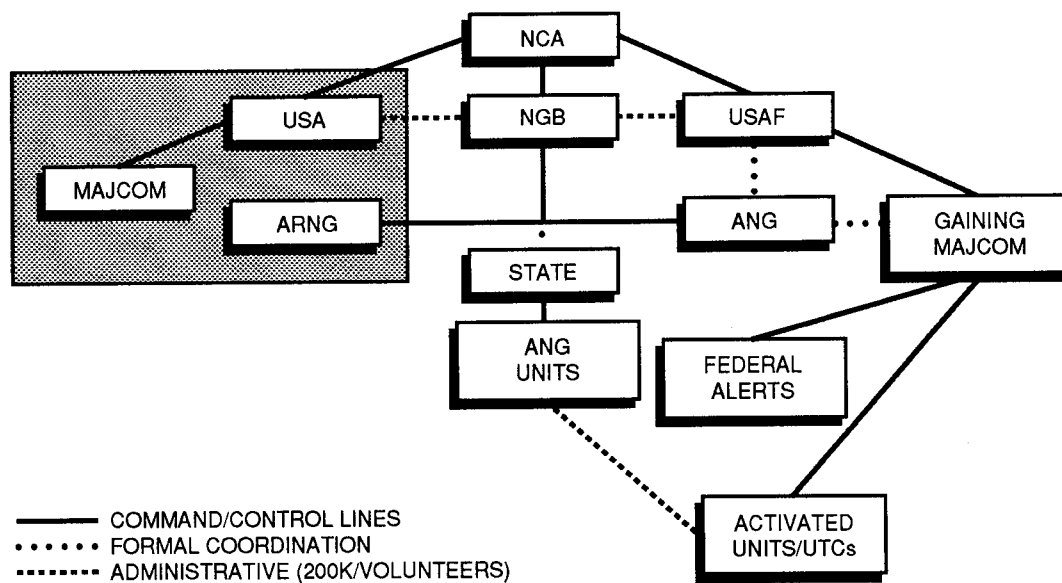 NCA
USA
NGB
USAF
MAJCOM
ARNG
ANG
GAINING
MAJCOM
STATE
ANG
UNITS
FEDERAL
ALERTS
ACTIVATED
UNITS/UTCs
COMMAND/CONTROL LINES
FORMAL COORDINATION
ADMINISTRATIVE (200K/VOLUNTEERS)